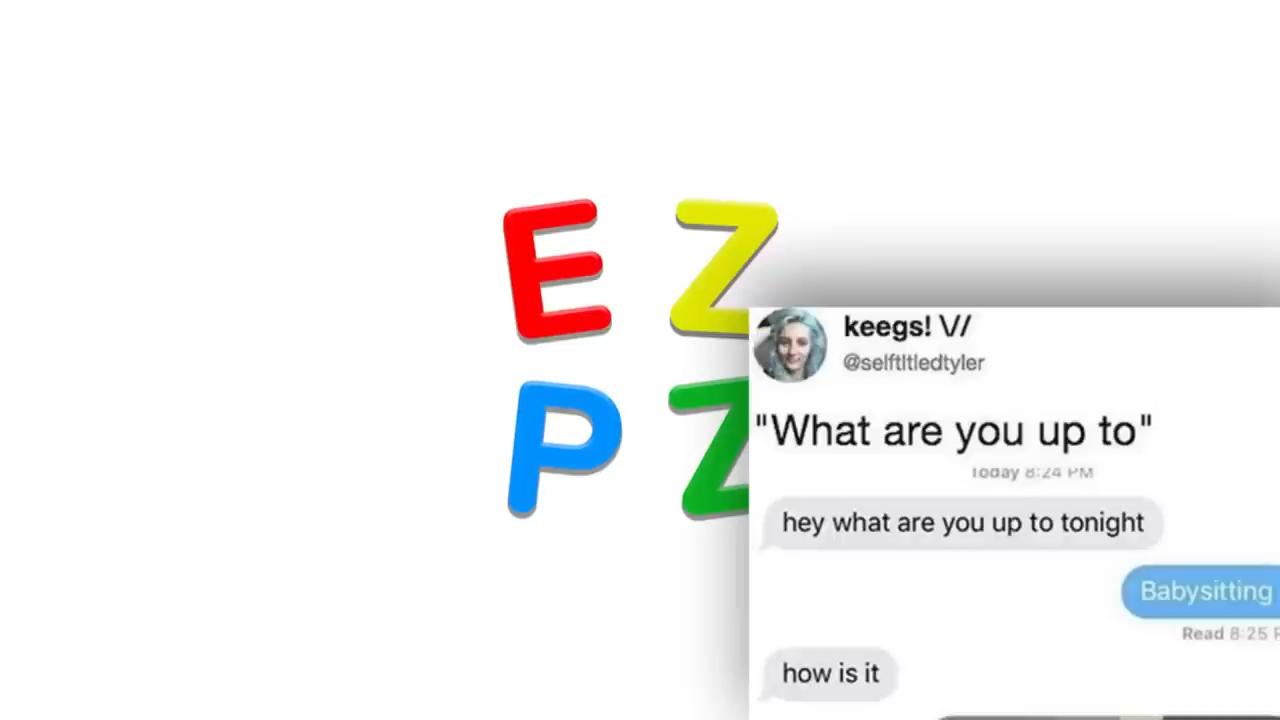 E Z
P Z
keegs! \//
@selftltledtyler
"What are you up to"
Today 8:24 PM
hey what are you up to tonight
Babysitting
Read 8:25 P
how is it